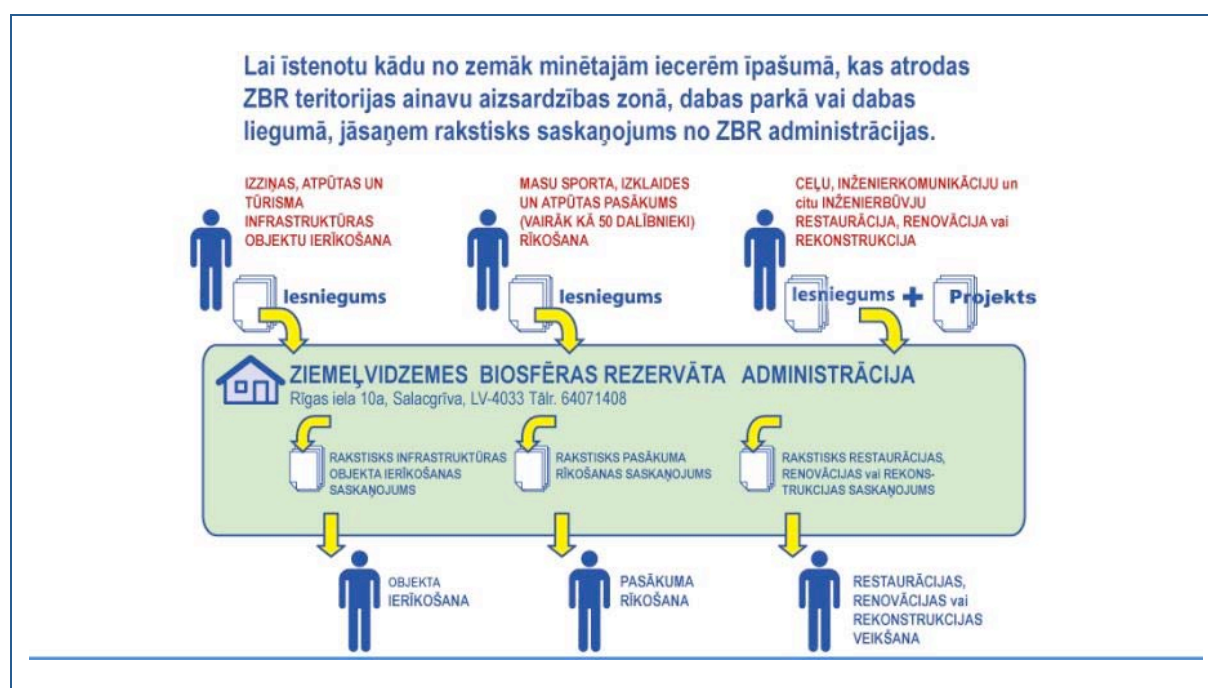 Lai īstenotu kādu no zemāk minētajām iecerēm īpašumā, kas atrodas
ZBR teritorijas ainavu aizsardzības zonā, dabas parkā vai dabas
liegumā, jāsaņem rakstisks saskaņojums no ZBR administrācijas.
IZZIŅAS, ATPŪTAS UN
TŪRISMA
INFRASTRUKTŪRAS
OBJEKTU IERĪKOŠANA
Iesniegums
MASU SPORTA, IZKLAIDES
UN ATPŪTAS PASĀKUMS
(VAIRĀK KĀ 50 DALĪBNIEKI)
RĪKOŠANA
Iesniegums
CEĻU, INŽENIERKOMUNIKĀCIJU un
citu INŽENIERBŪVJU
RESTAURĀCIJA, RENOVĀCIJA vai
REKONSTRUKCIJA
Iesniegums + Projekts
ZIEMEĻVIDZEMES BIOSFĒRAS REZERVĀTA ADMINISTRĀCIJA
Rīgas iela 10a, Salacgrīva, LV-4033 Tālr. 64071408
RAKSTISKS INFRASTRUKTŪRAS
OBJEKTA IERĪKOŠANAS
SASKAŅOJUMS
RAKSTISKS PASĀKUMA
RĪKOŠANAS SASKAŅOJUMS
RAKSTISKS RESTAURĀCIJAS,
RENOVĀCIJAS vai REKONS-
TRUKCIJAS SASKAŅOJUMS
OBJEKTA
IERĪKOŠANA
PASĀKUMA
RĪKOŠANA
RESTAURĀCIJAS,
RENOVĀCIJAS vai
REKONSTRUKCIJAS
VEIKŠANA